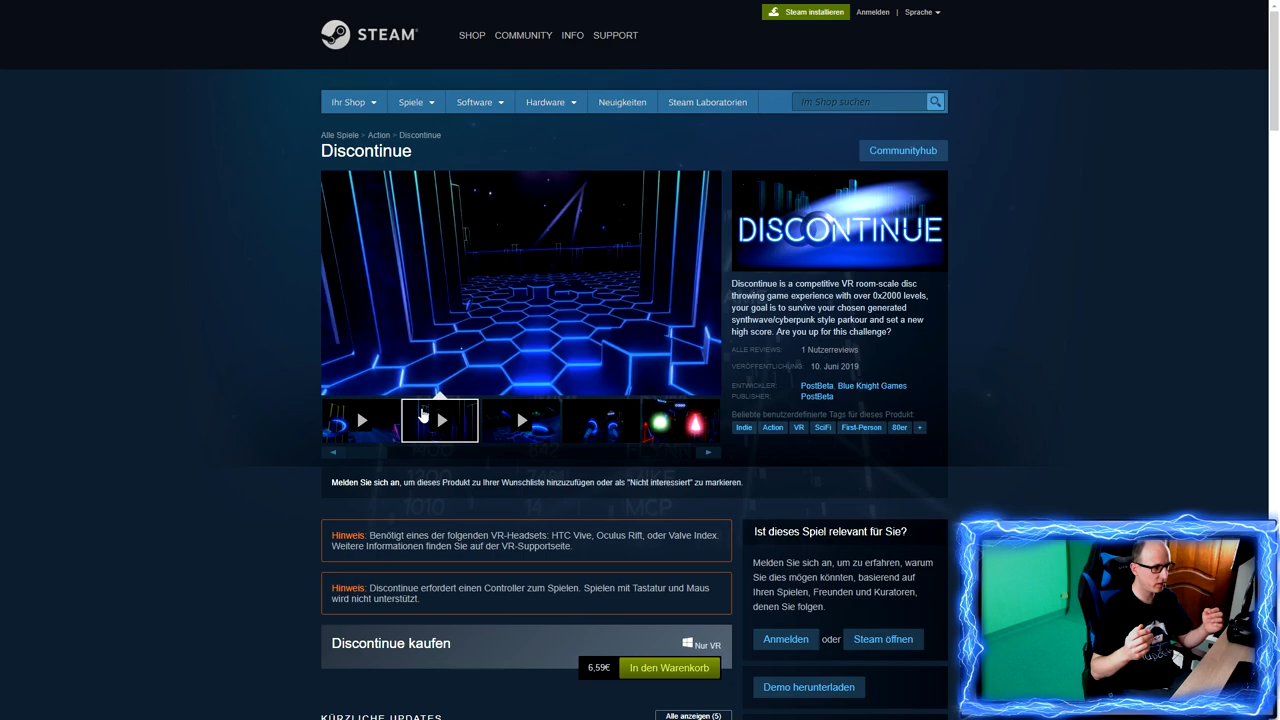 Steam installieren
Anmelden | Sprache
STEAM®
SHOP COMMUNITY INFO SUPPORT
Ihr Shop Spiele Software Hardware Neuigkeiten Steam Laboratorien Im Shop suchen
Alle Spiele > Action > Discontinue
Discontinue
Communityhub
DISCONTINUE
Discontinue is a competitive VR room-scale disc
throwing game experience with over 0x2000 levels,
your goal is to survive your chosen generated
synthwave/cyberpunk style parkour and set a new
high score. Are you up for this challenge?
ALLE REVIEWS: 1 Nutzerreviews
VERÖFFENTLICHUNG: 10. Juni 2019
ENTWICKLER: PostBeta, Blue Knight Games
PUBLISHER: PostBeta
Beliebte benutzerdefinierte Tags für dieses Produkt:
Indie Action VR SciFi First-Person 80er +
Melden Sie sich an, um dieses Produkt zu Ihrer Wunschliste hinzuzufügen oder als "Nicht interessiert" zu markieren.
Hinweis: Benötigt eines der folgenden VR-Headsets: HTC Vive, Oculus Rift, oder Valve Index.
Weitere Informationen finden Sie auf der VR-Supportseite.
Hinweis: Discontinue erfordert einen Controller zum Spielen. Spielen mit Tastatur und Maus
wird nicht unterstützt.
Discontinue kaufen
Nur VR
6,59€ In den Warenkorb
KÜRZLICHE UPDATES
Alle anzeigen (5)
Ist dieses Spiel relevant für Sie?
Melden Sie sich an, um zu erfahren, warum
Sie dies mögen könnten, basierend auf
Ihren Spielen, Freunden und Kuratoren,
denen Sie folgen.
Anmelden oder Steam öffnen
Demo herunterladen